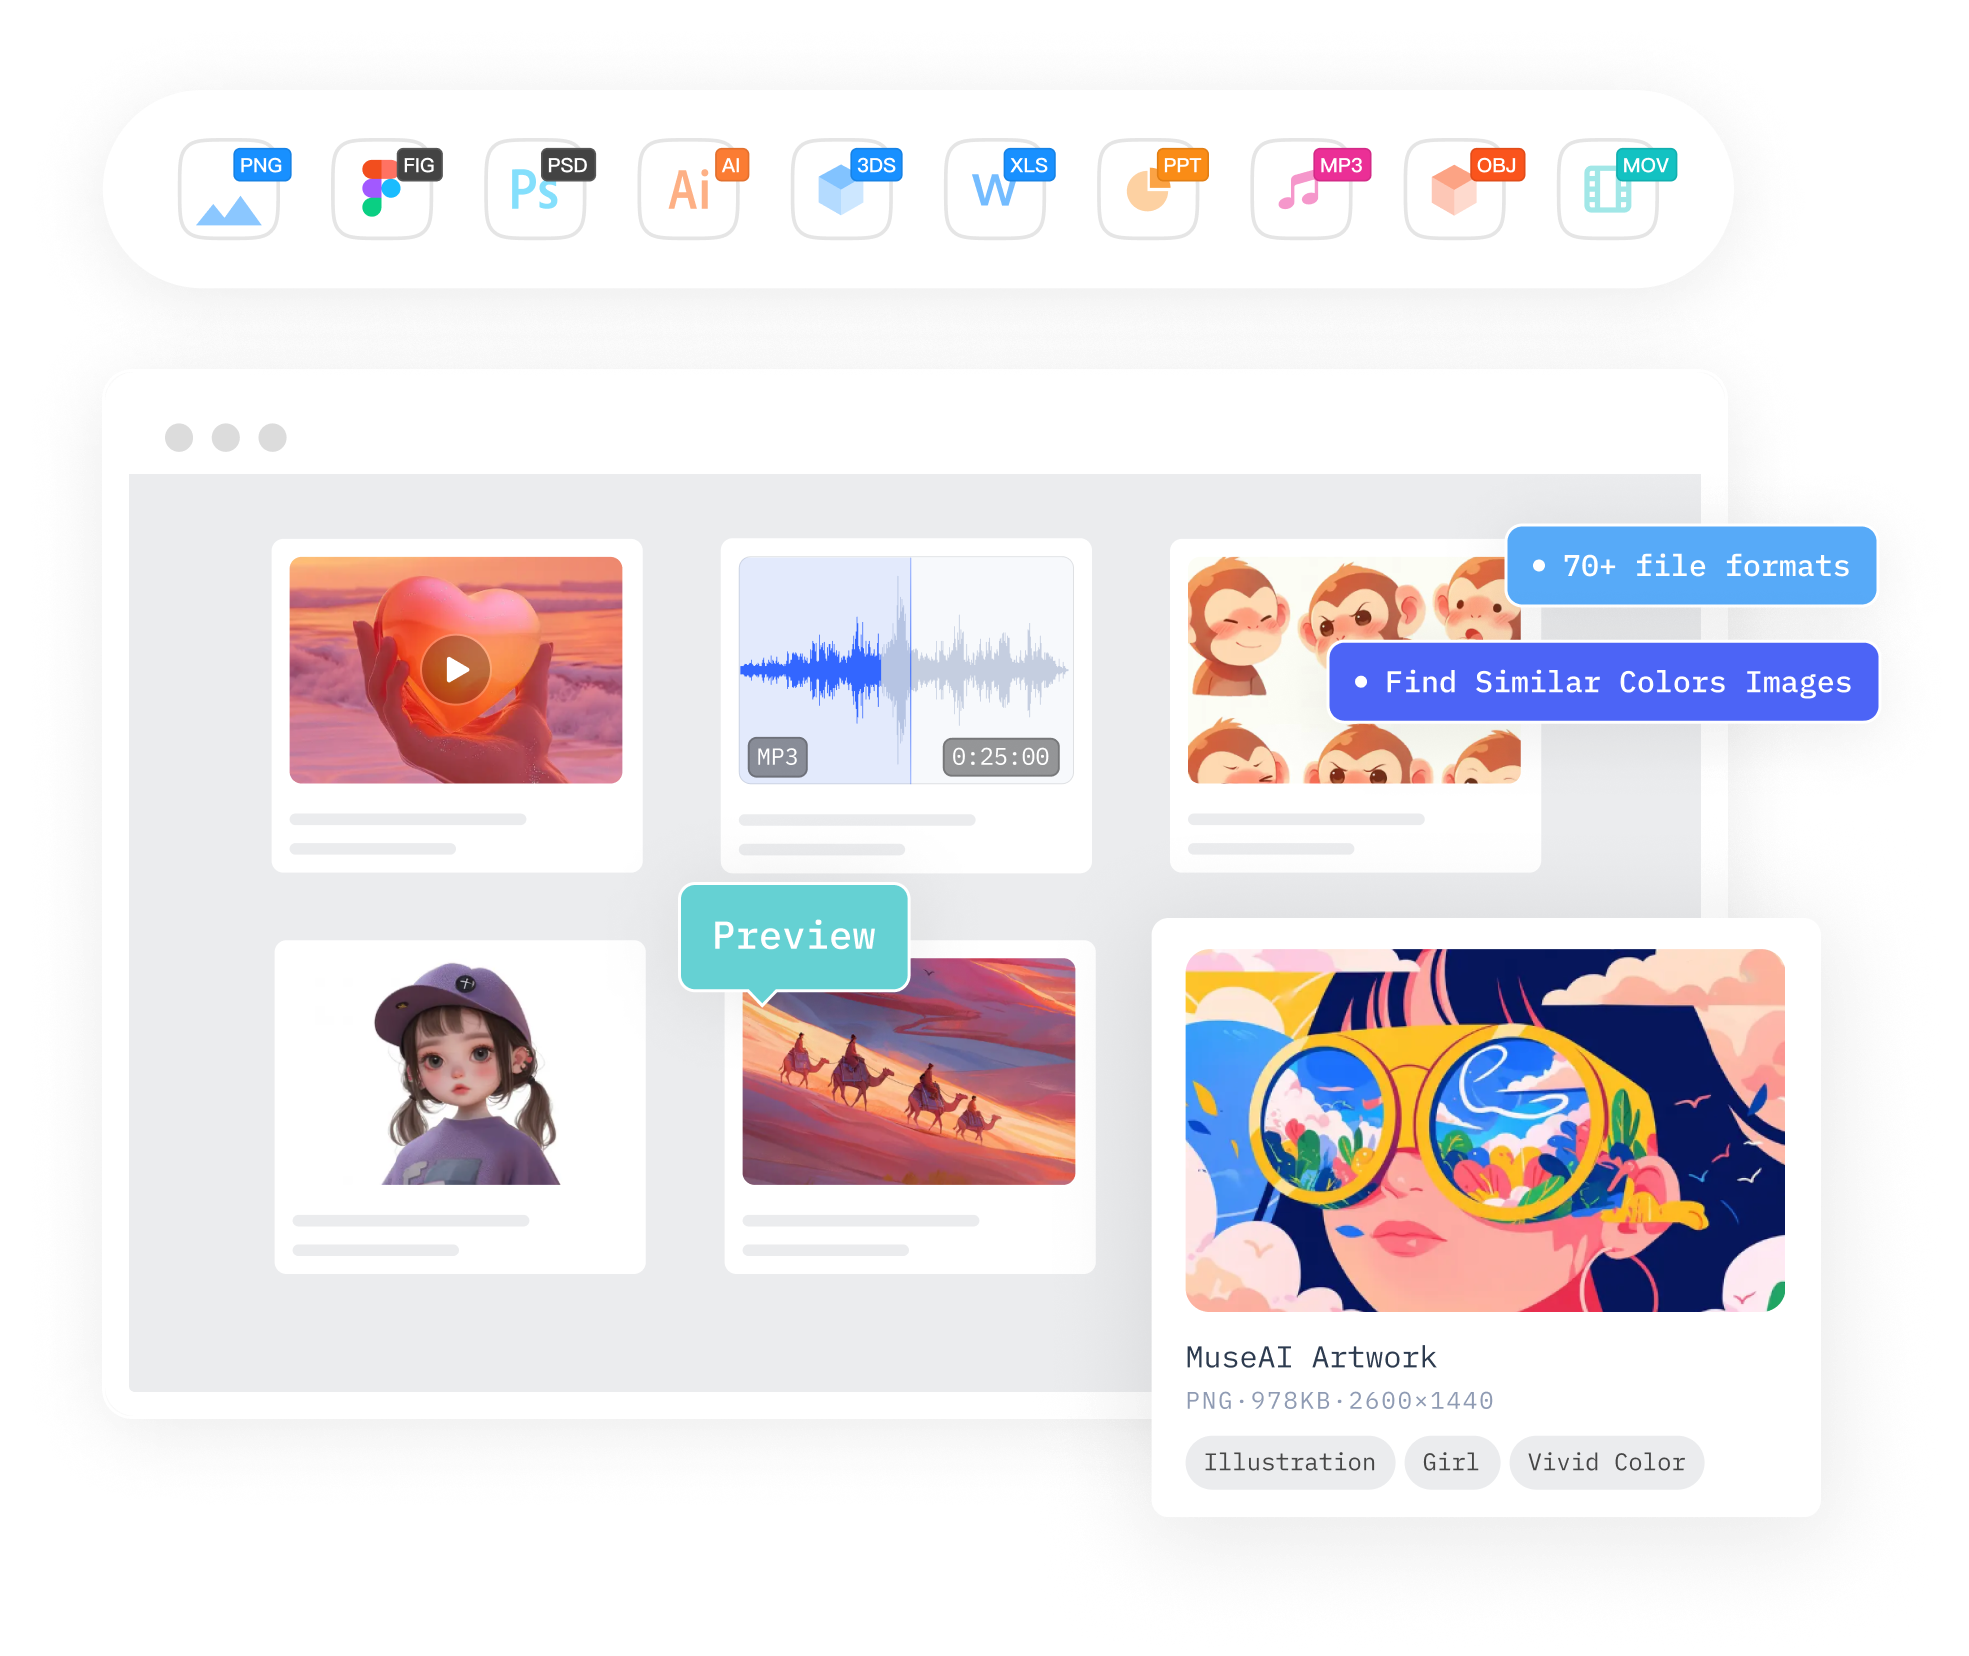 PNG
FIG
Ps PSD
Ai AI
3DS
W XLS
PPT
MP3
OBJ
MOV
• 70+ file formats
• Find Similar Colors Images
MP3
0:25:00
Preview
MuseAI Artwork
PNG·978KB·2600×1440
Illustration Girl Vivid Color